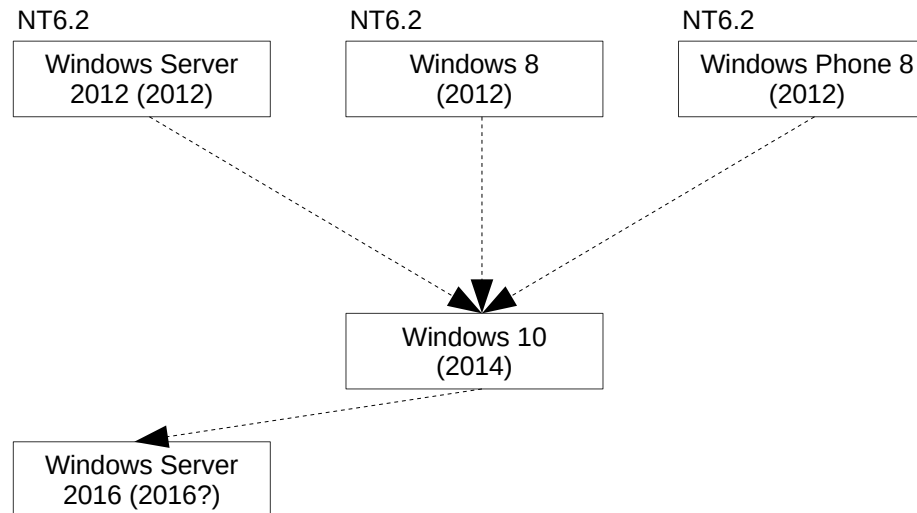 NT6.2
NT6.2
NT6.2
Windows Server
2012 (2012)
Windows 8
(2012)
Windows Phone 8
(2012)
Windows 10
(2014)
Windows Server
2016 (2016?)